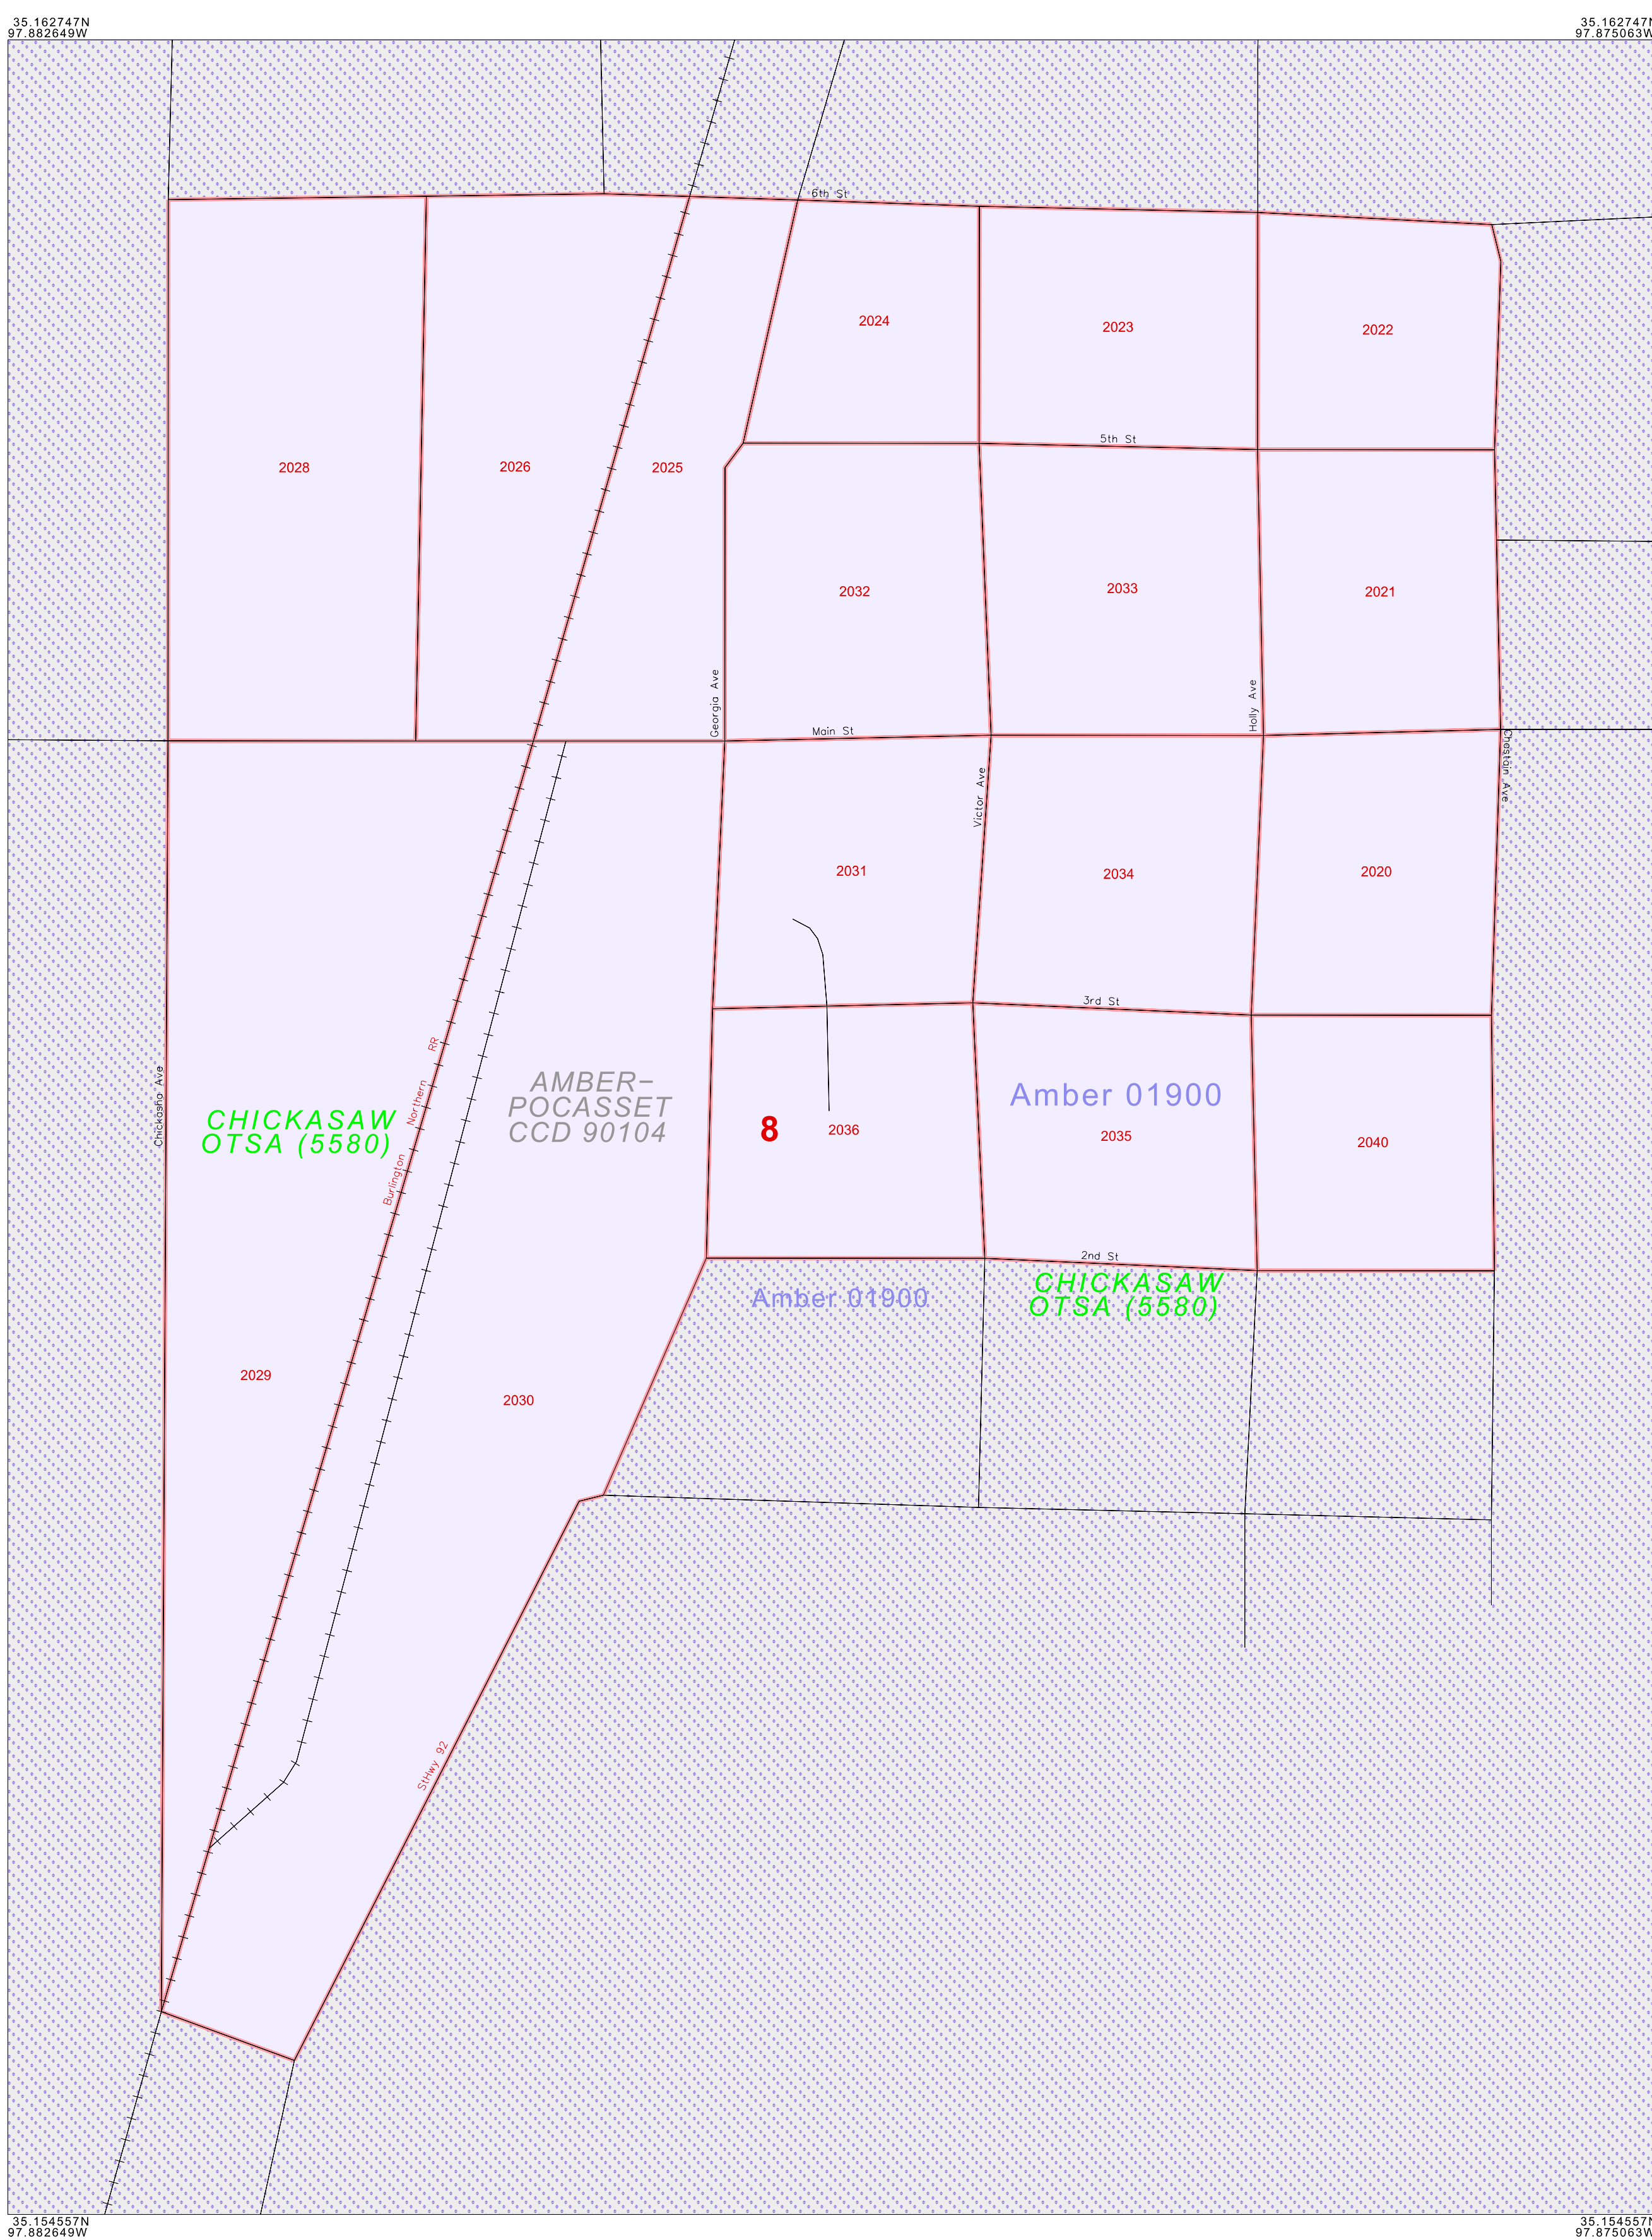 35.162747N
97.882649W
35.162747N
97.875063W
6th St
2024
2023
2022
5th St
2028
2026
2025
2032
2033
2021
Georgia Ave
Main St
Holly Ave
Victor Ave
Chastain Ave
2031
2034
2020
3rd St
Chickasha Ave
Burlington Northern RR
CHICKASAW
OTSA (5580)
AMBER-
POCASSET
CCD 90104
8
2036
Amber 01900
2035
2040
2nd St
CHICKASAW
OTSA (5580)
Amber 01900
2029
2030
StHwy 92
35.154557N
97.882649W
35.154557N
97.875063W